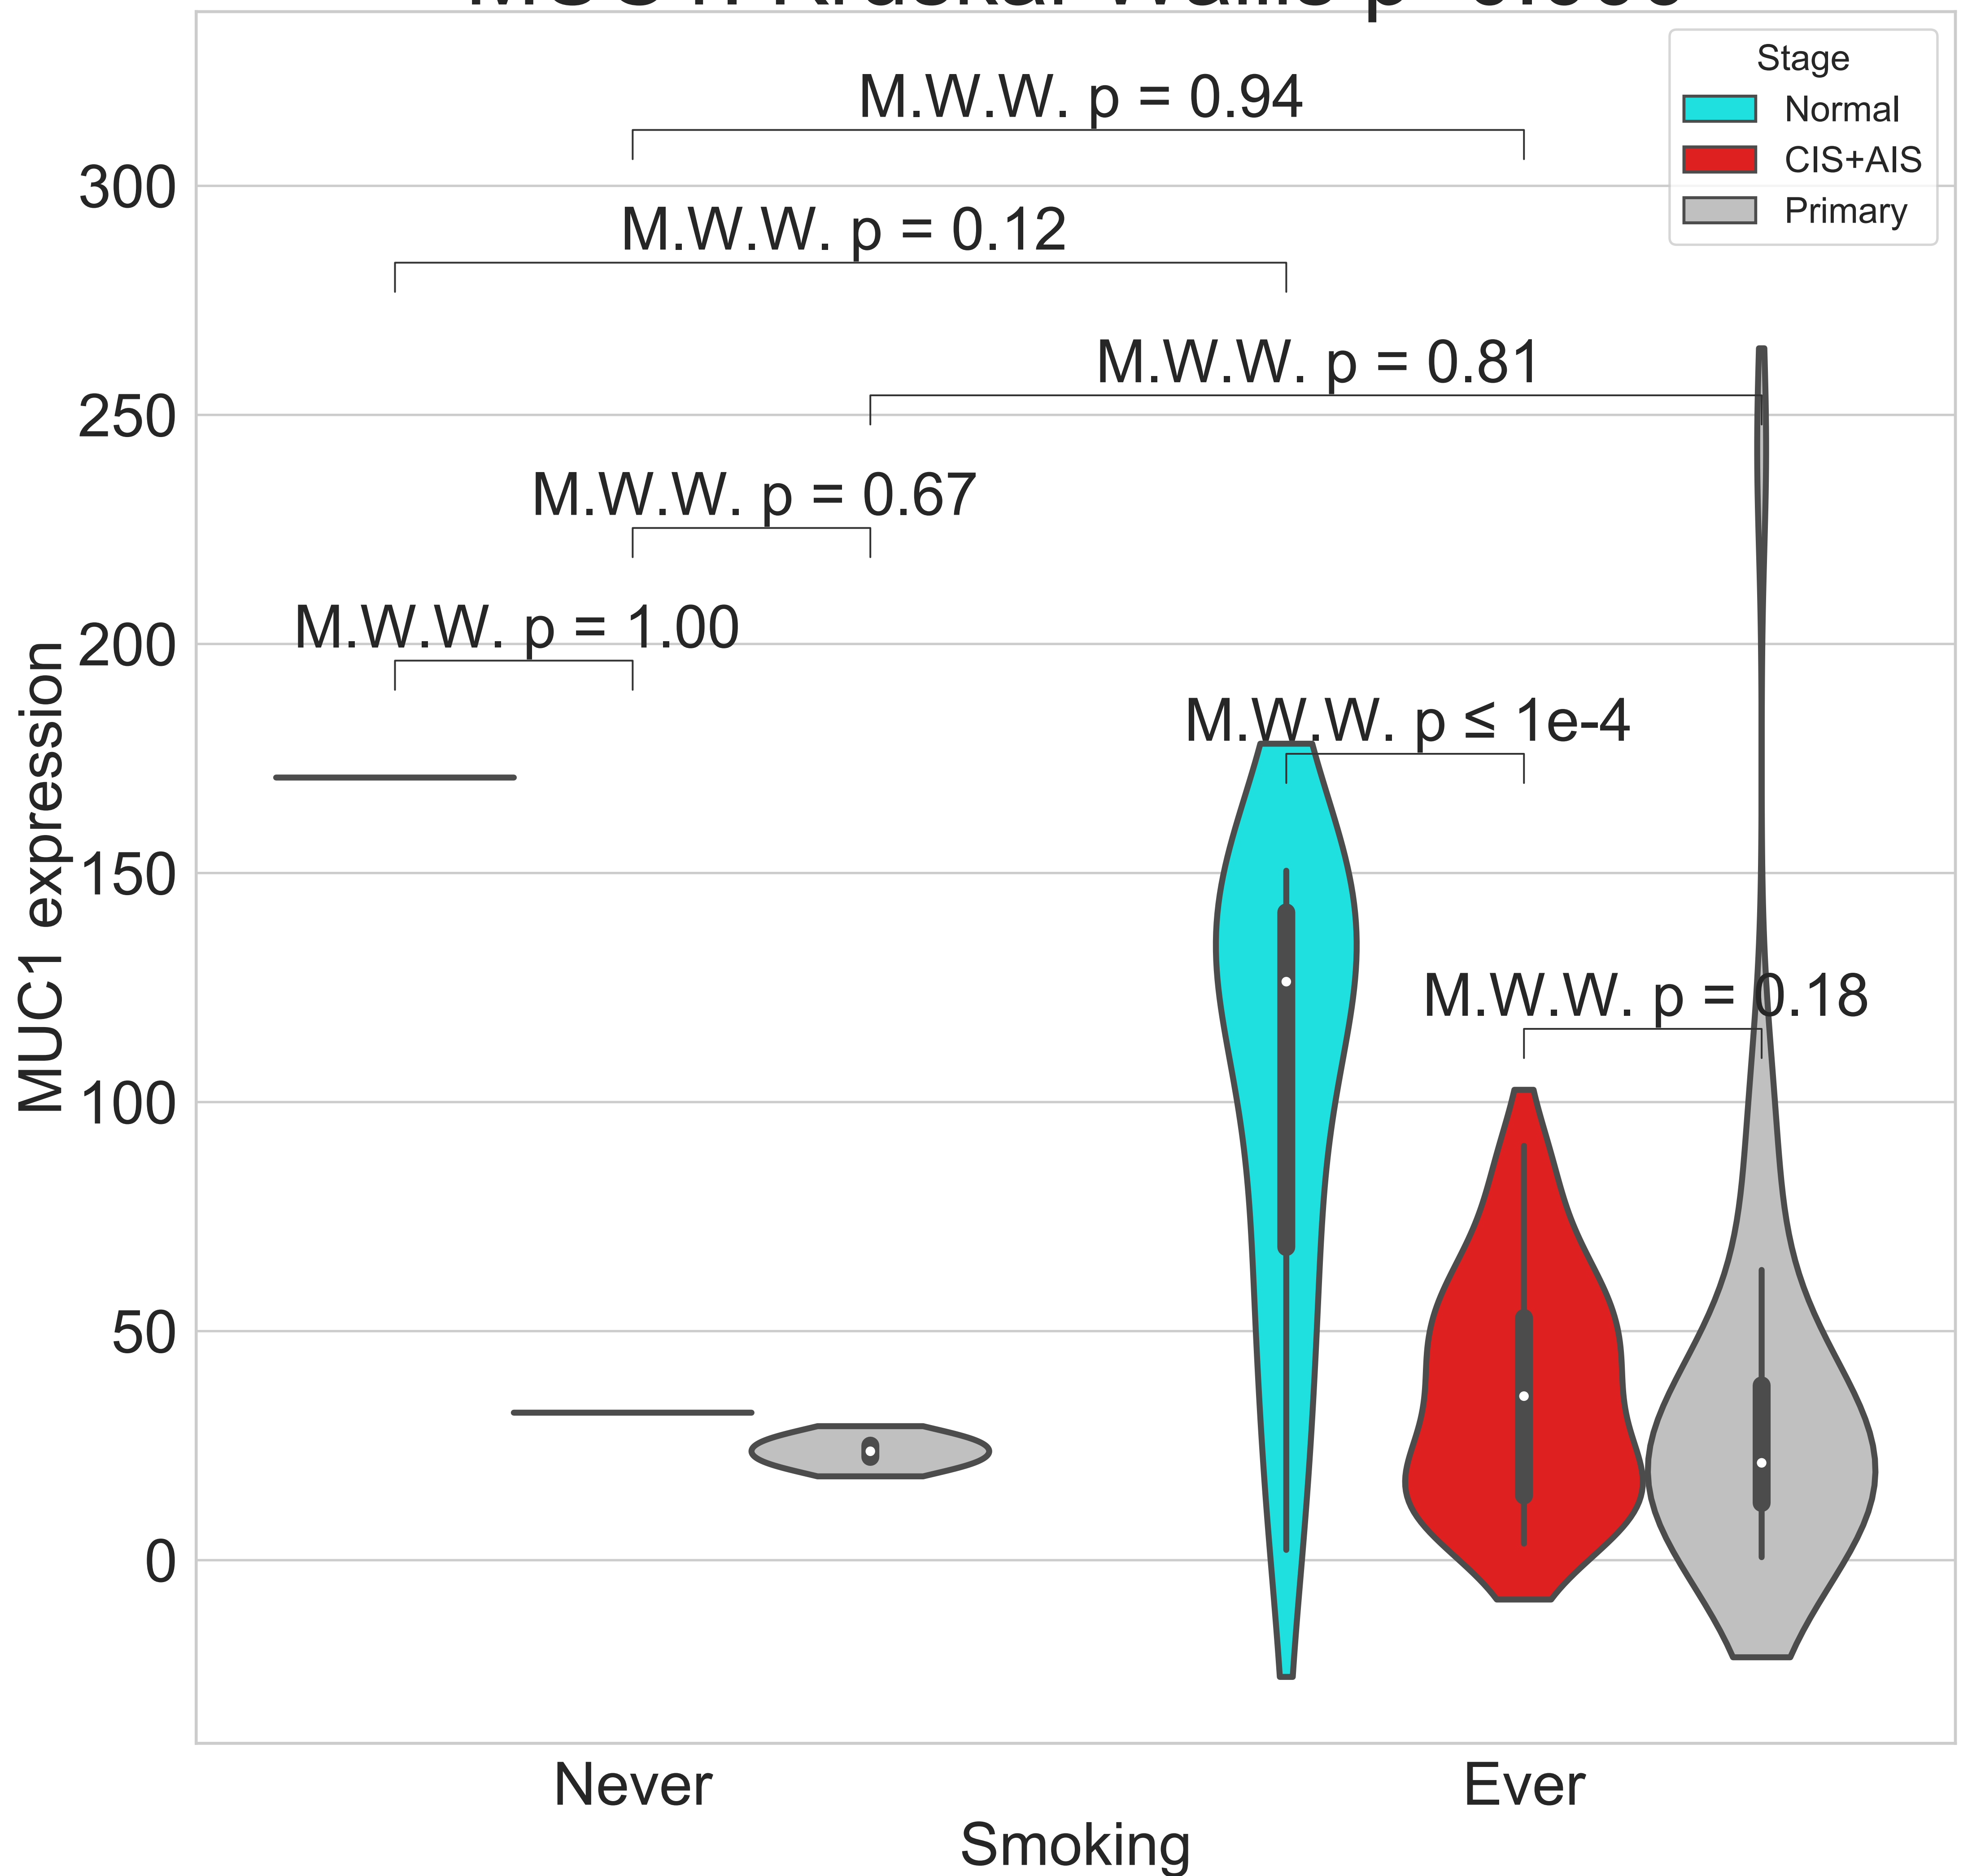 Stage
Normal
CIS+AIS
Primary
M.W.W. p = 0.94
M.W.W. p = 0.12
M.W.W. p = 0.81
M.W.W. p = 0.67
M.W.W. p = 1.00
M.W.W. p ≤ 1e-4
M.W.W. p = 0.18
300
250
200
150
100
50
0
MUC1 expression
Never
Ever
Smoking